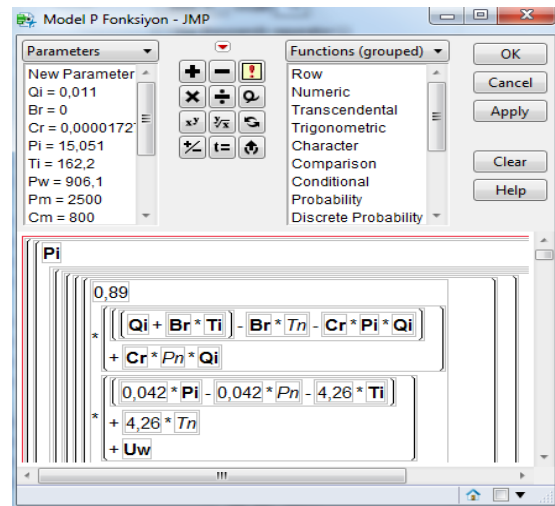 Model P Fonksiyon - JMP
Parameters
New Parameter
Qi = 0,011
Br = 0
Cr = 0,0000172
Pi = 15,051
Ti = 162,2
Pw = 906,1
Pm = 2500
Cm = 800
Functions (grouped)
Row
Numeric
Transcendental
Trigonometric
Character
Comparison
Conditional
Probability
Discrete Probability
OK
Cancel
Apply
Clear
Help
Pi
0,89
* (((Qi + Br * Ti) - Br * Tn - Cr * Pi * Qi)
+ Cr * Pn * Qi)
* (((0,042 * Pi - 0,042 * Pn - 4,26 * Ti)
+ 4,26 * Tn)
+ Uw